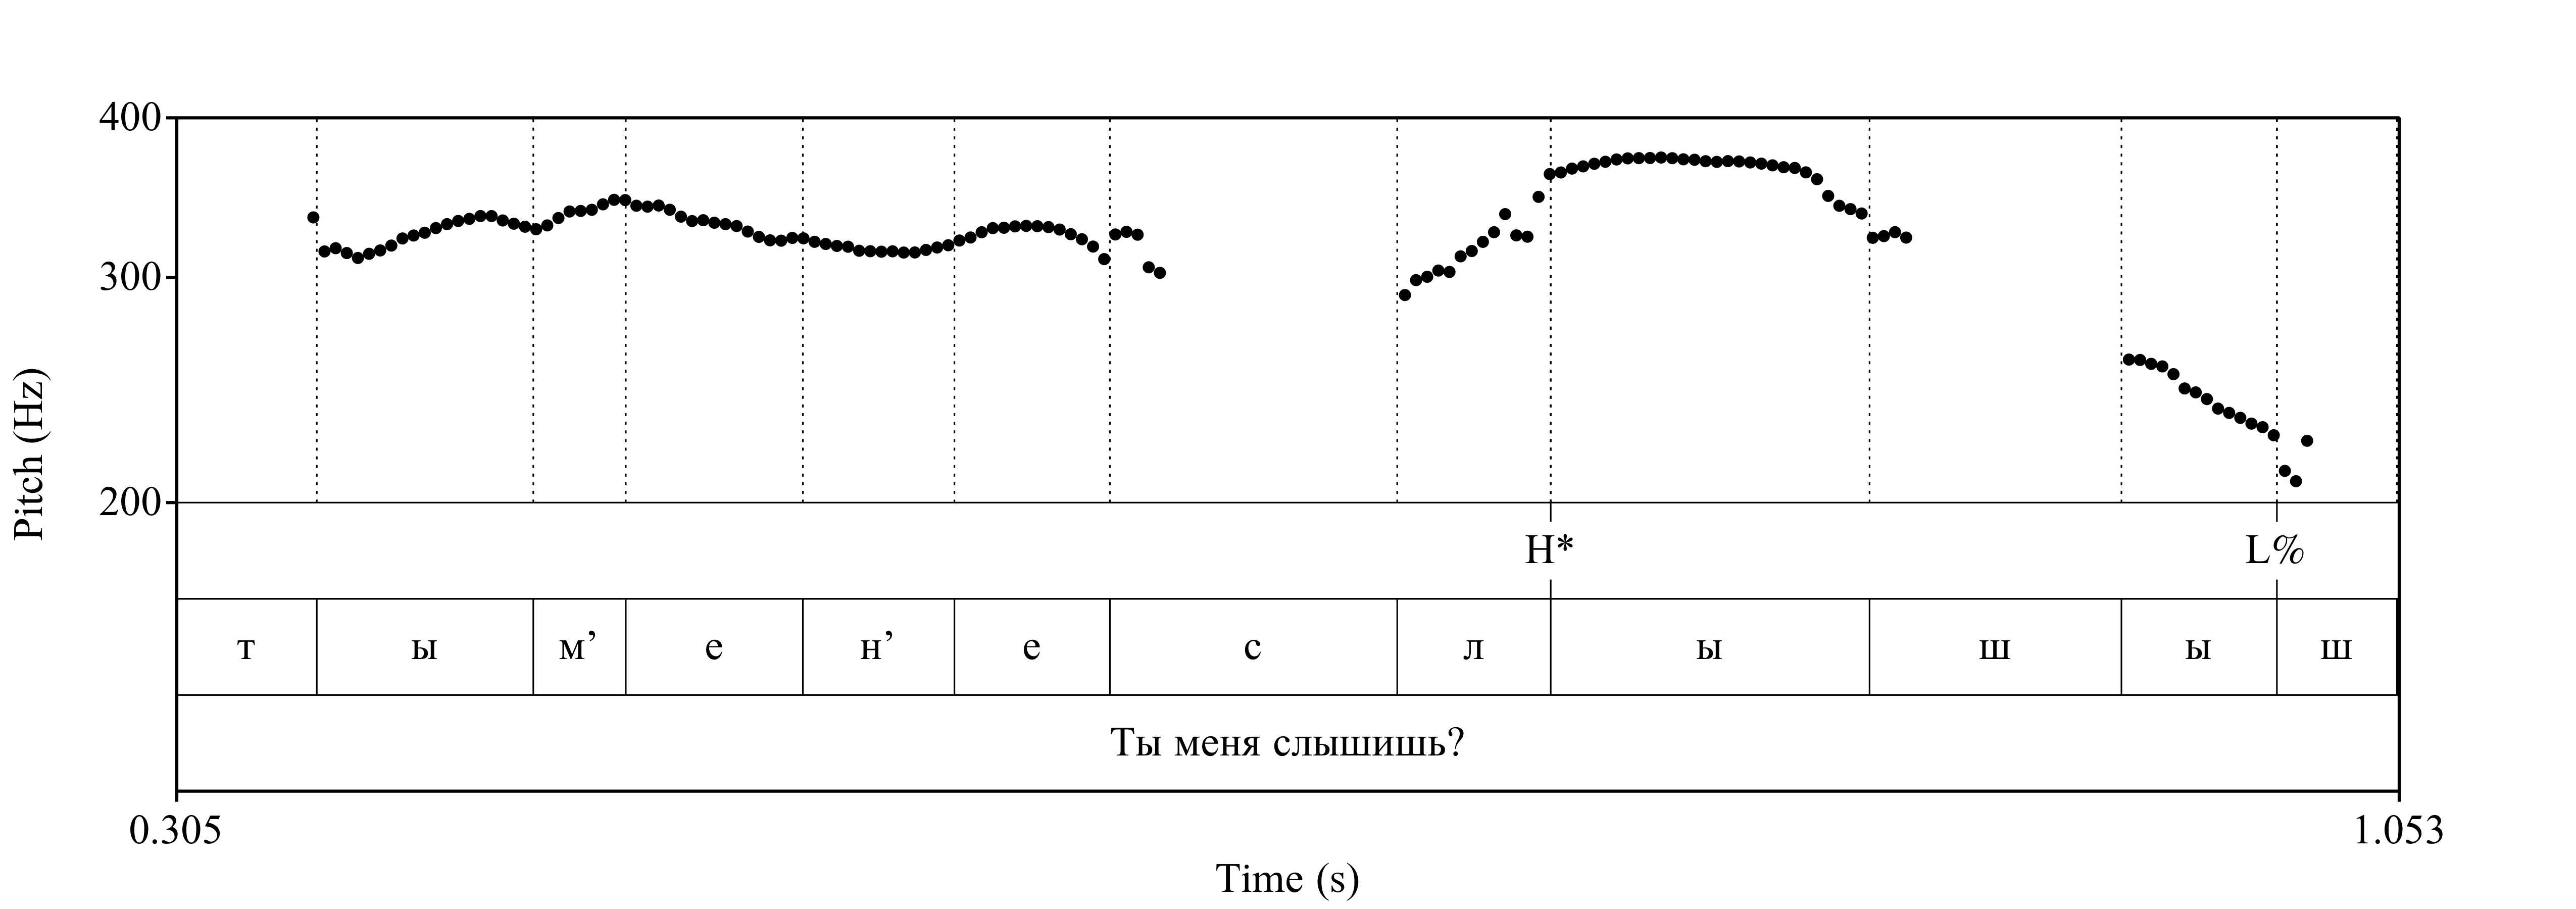 400
300
200
Pitch (Hz)
H* L%
т ы м’ е н’ е с л ы ш ы ш
Ты меня слышишь?
0.305 1.053
Time (s)